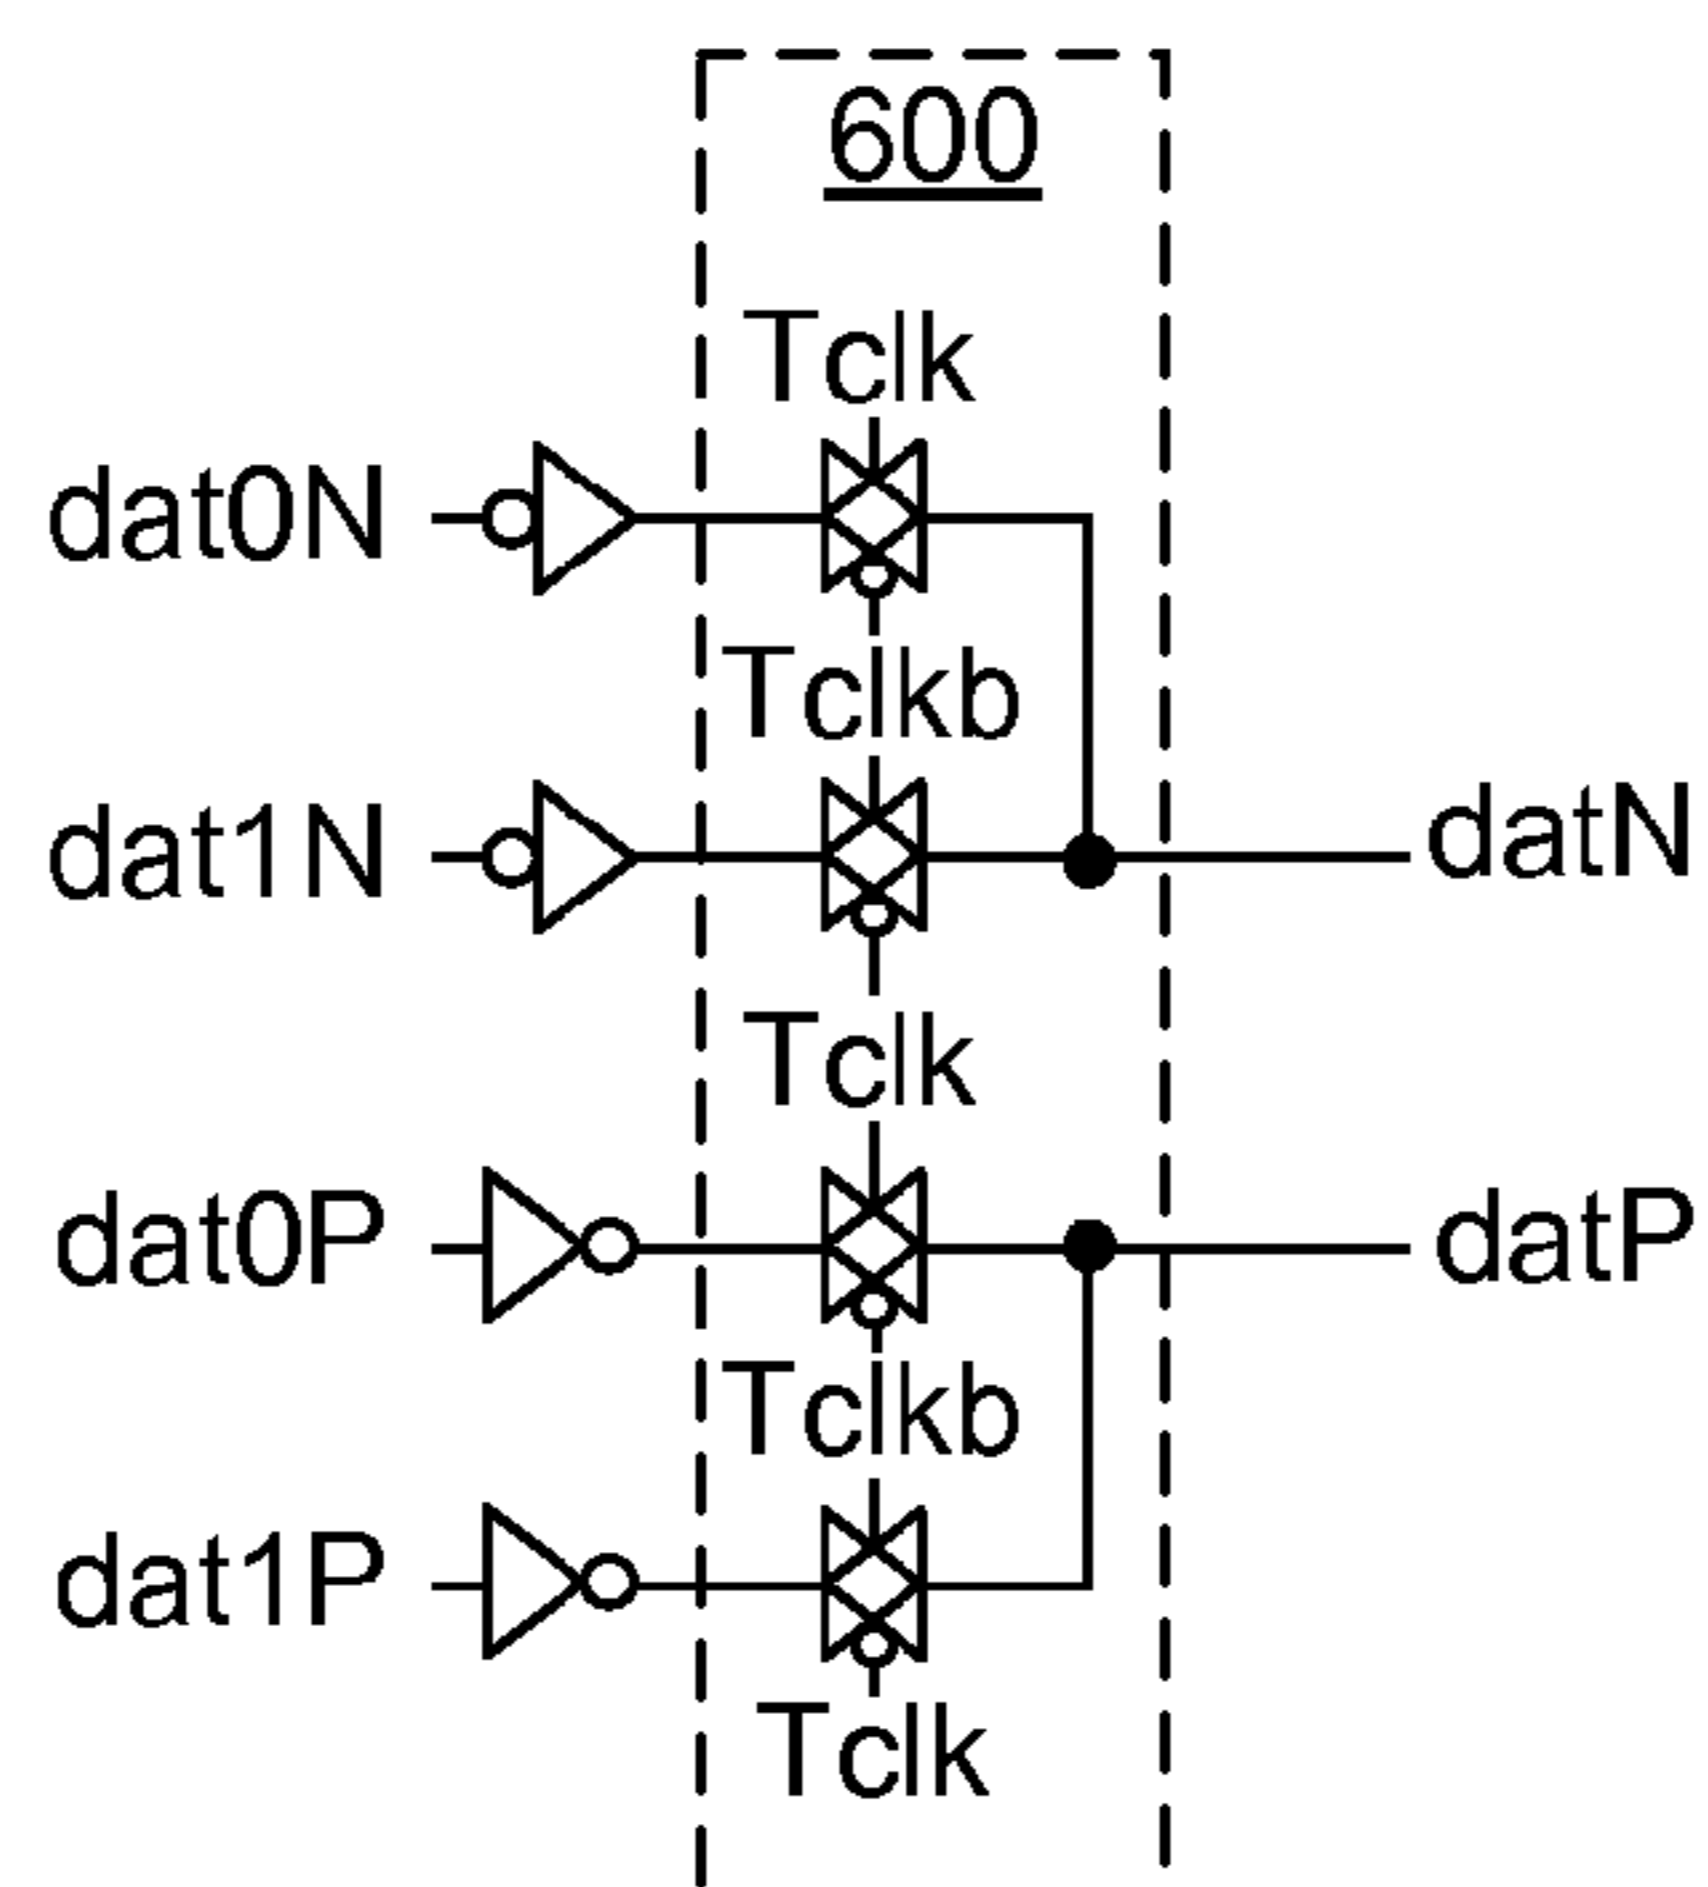 600
Tclk
dat0N
Tclkb
dat1N
datN
Tclk
dat0P
datP
Tclkb
dat1P
Tclk